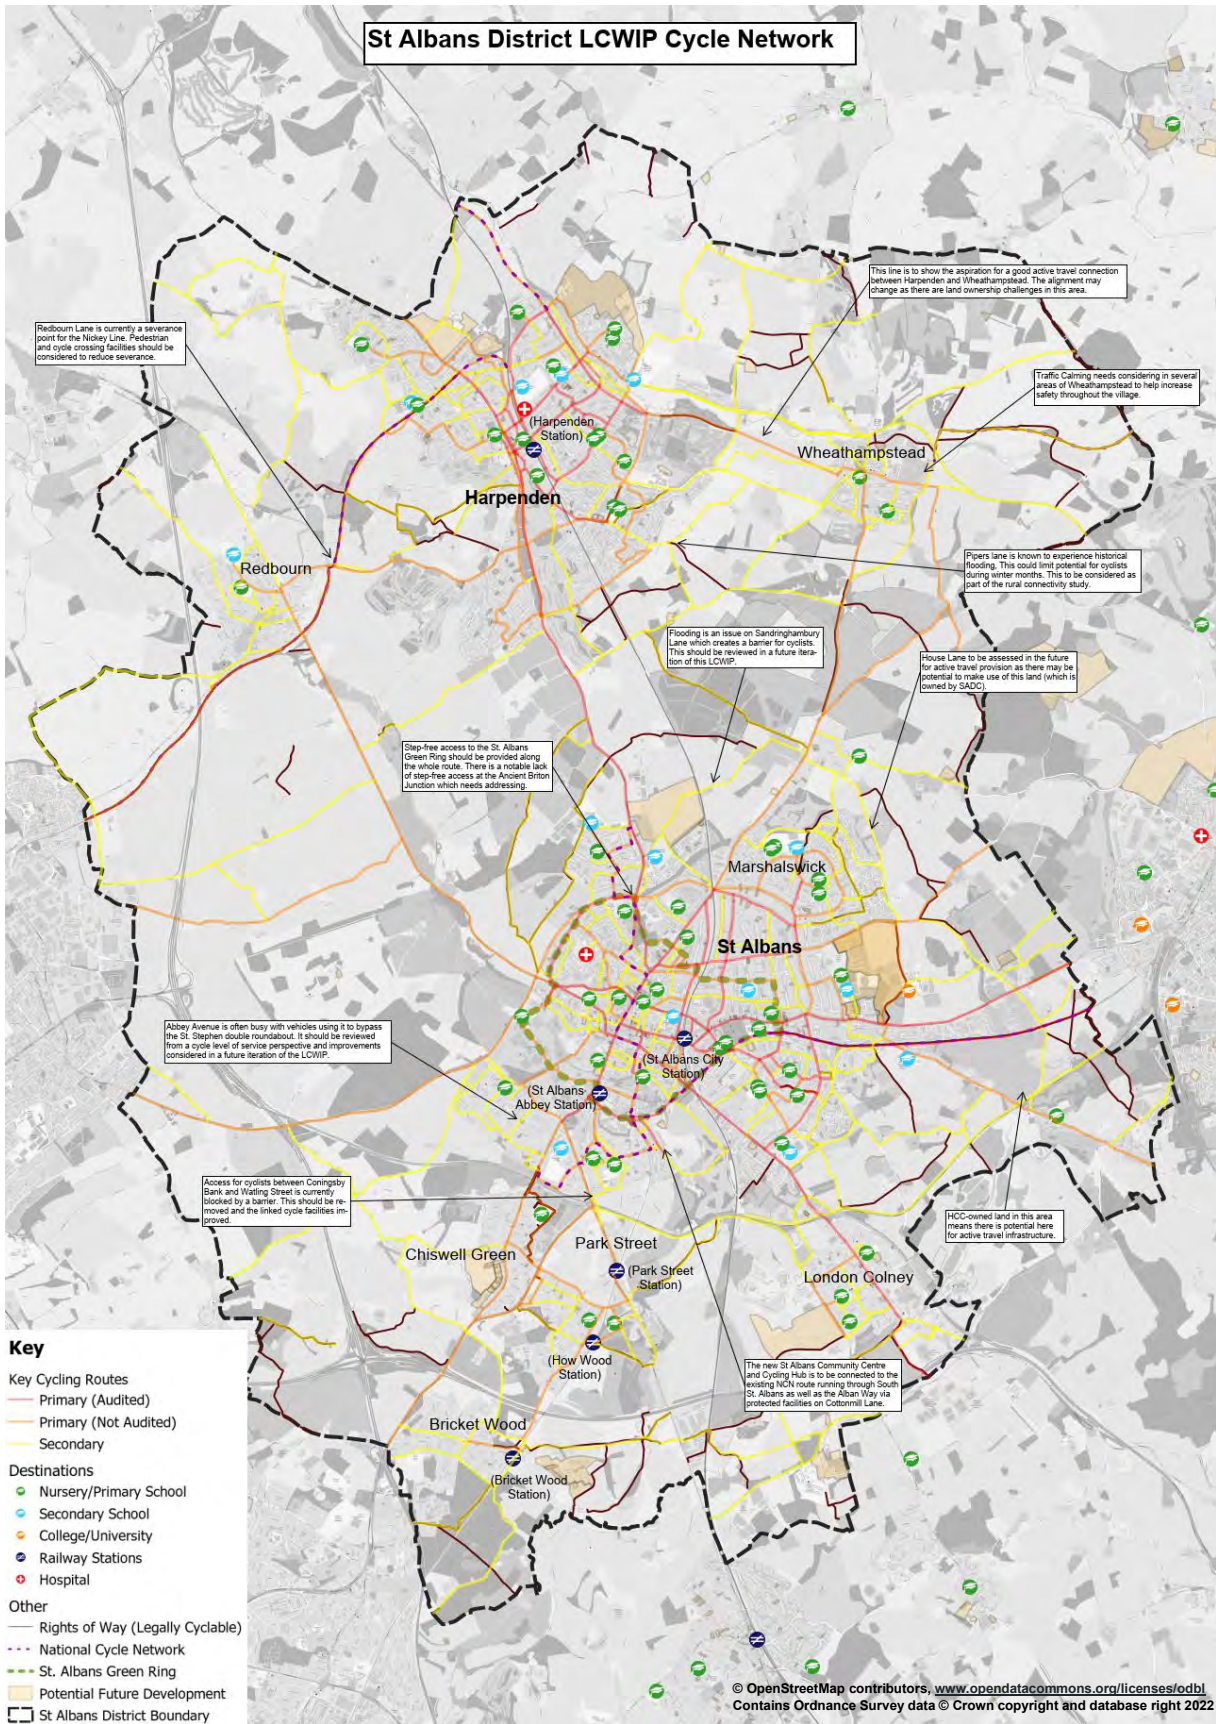 St Albans District LCWIP Cycle Network
This line is to show the aspiration for a good active travel connection
between Harpenden and Wheathampstead. The alignment may
change as there are land ownership challenges in this area.
Redbourn Lane is currently a severance
point for the Nickey Line. Pedestrian
and cycle crossing facilities should be
considered to reduce severance.
Traffic Calming needs considering in several
areas of Wheathampstead to help increase
safety throughout the village.
(Harpenden
Station)
Wheathampstead
Harpenden
Redbourn
Pipers lane is known to experience historical
flooding, This could limit potential for cyclists
during winter months. This to be considered as
part of the rural connectivity study.
Flooding is an issue on Sandringhambury
Lane which creates a barrier for cyclists.
This should be reviewed in a future itera-
tion of this LCWIP.
House Lane to be assessed in the future
for active travel provision as there may be
potential to make use of this land (which is
owned by SADC).
Step-free access to the St. Albans
Green Ring should be provided along
the whole route. There is a notable lack
of step-free access at the Ancient Briton
Junction which needs addressing.
Marshalswick
St Albans
Abbey Avenue is often busy with vehicles using it to bypass
the St. Stephen double roundabout. It should be reviewed
from a cycle level of service perspective and improvements
considered in a future iteration of the LCWIP.
(St Albans City
Station)
(St Albans
Abbey Station)
Access for cyclists between Coningsby
Bank and Watling Street is currently
blocked by a barrier. This should be re-
moved and the linked cycle facilities im-
proved.
HCC-owned land in this area
means there is potential here
for active travel infrastructure.
Chiswell Green
Park Street
(Park Street
Station)
London Colney
(How Wood
Station)
The new St Albans Community Centre
and Cycling Hub is to be connected to the
existing NCN route running through South
St. Albans as well as the Alban Way via
protected facilities on Cottonmill Lane.
Bricket Wood
(Bricket Wood
Station)
Key
Key Cycling Routes
Primary (Audited)
Primary (Not Audited)
Secondary
Destinations
Nursery/Primary School
Secondary School
College/University
Railway Stations
Hospital
Other
Rights of Way (Legally Cyclable)
National Cycle Network
St. Albans Green Ring
Potential Future Development
St Albans District Boundary
© OpenStreetMap contributors, www.opendatacommons.org/licenses/odbl
Contains Ordnance Survey data © Crown copyright and database right 2022